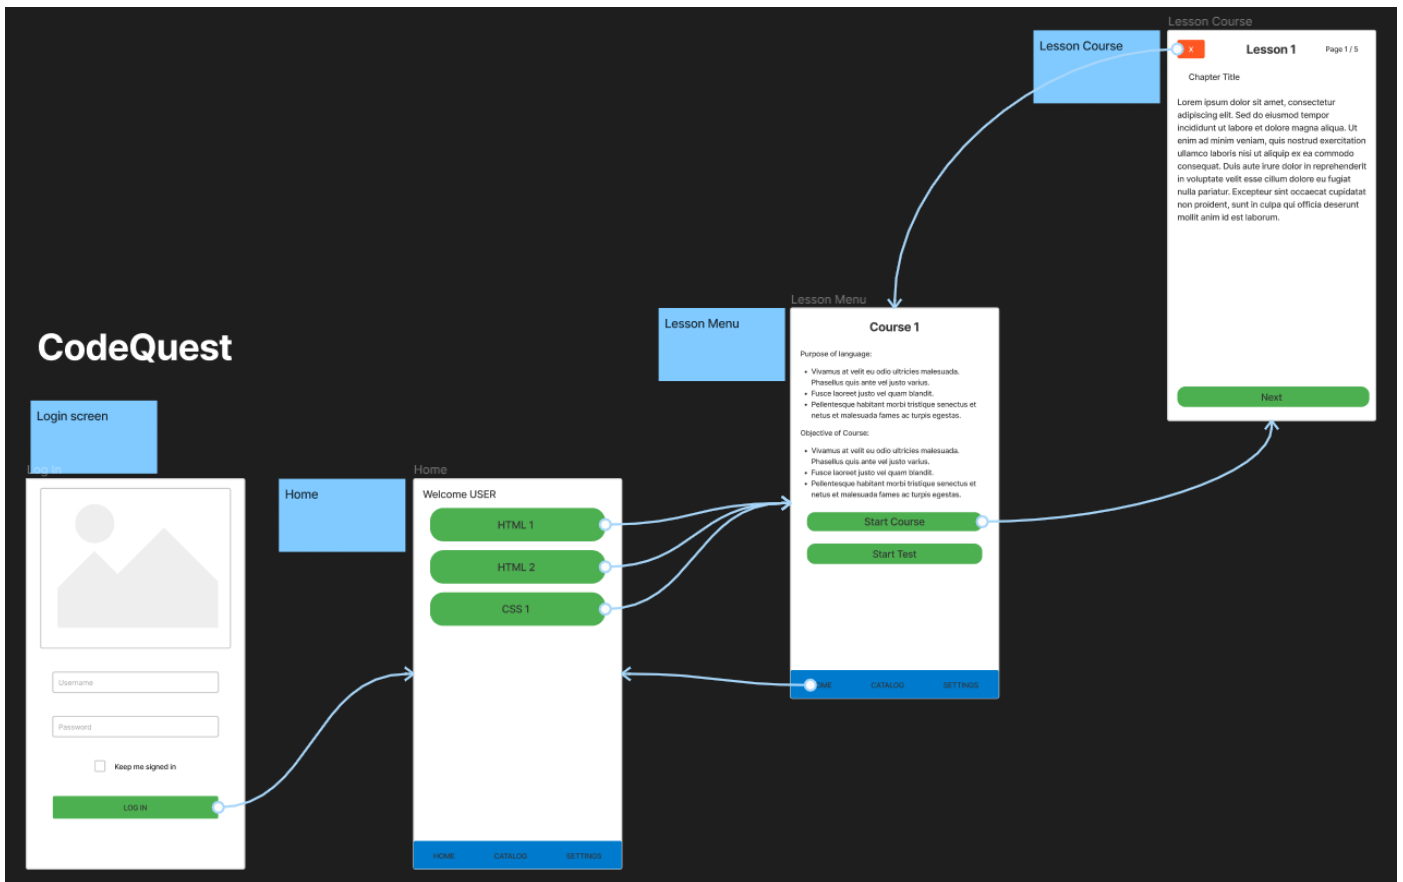 CodeQuest
Login screen
Log In
Username
Password
Keep me signed in
LOG IN
Home
Home
Welcome USER
HTML 1
HTML 2
CSS 1
HOME
CATALOG
SETTINGS
Lesson Menu
Lesson Menu
Course 1
Purpose of language:
• Vivamus at velit eu odio ultricies malesuada.
Phasellus quis ante vel justo varius.
• Fusce laoreet justo vel quam blandit.
• Pellentesque habitant morbi tristique senectus et
netus et malesuada fames ac turpis egestas.
Objective of Course:
• Vivamus at velit eu odio ultricies malesuada.
Phasellus quis ante vel justo varius.
• Fusce laoreet justo vel quam blandit.
• Pellentesque habitant morbi tristique senectus et
netus et malesuada fames ac turpis egestas.
Start Course
Start Test
HOME
CATALOG
SETTINGS
Lesson Course
Lesson Course
X
Lesson 1
Page 1 / 5
Chapter Title
Lorem ipsum dolor sit amet, consectetur
adipiscing elit. Sed do eiusmod tempor
incididunt ut labore et dolore magna aliqua. Ut
enim ad minim veniam, quis nostrud exercitation
ullamco laboris nisi ut aliquip ex ea commodo
consequat. Duis aute irure dolor in reprehenderit
in voluptate velit esse cillum dolore eu fugiat
nulla pariatur. Excepteur sint occaecat cupidatat
non proident, sunt in culpa qui officia deserunt
mollit anim id est laborum.
Next